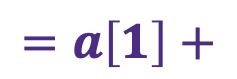 = a[1] +